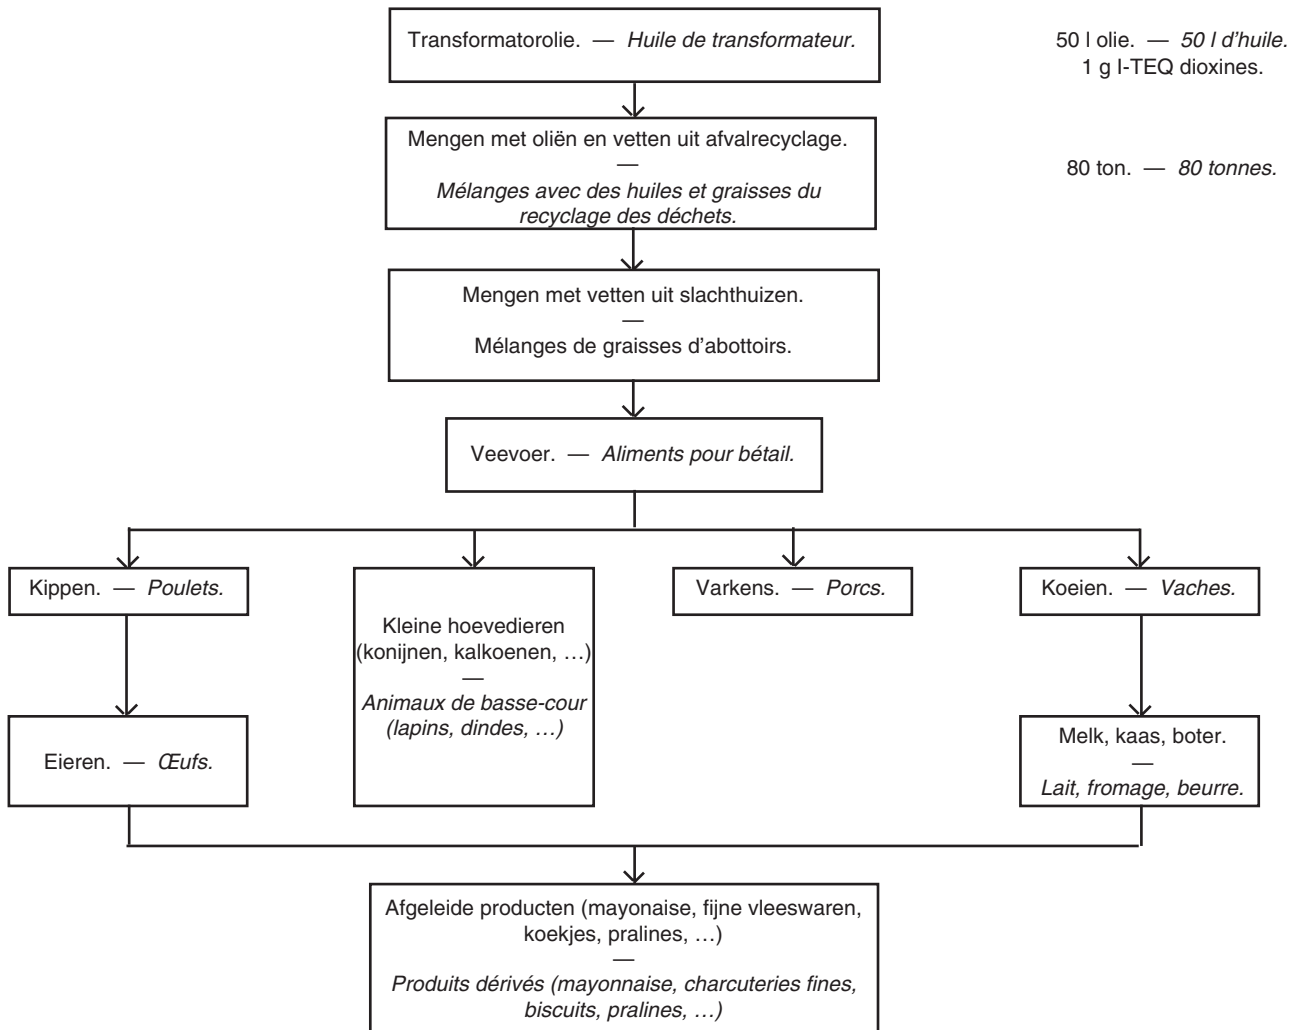 Transformatorolie. — Huile de transformateur.
50 l olie. — 50 l d'huile.
1 g I-TEQ dioxines.
Mengen met oliën en vetten uit afvalrecyclage.
—
Mélanges avec des huiles et graisses du
recyclage des déchets.
80 ton. — 80 tonnes.
Mengen met vetten uit slachthuizen.
—
Mélanges de graisses d'abottoirs.
Veevoer. — Aliments pour bétail.
Kippen. — Poulets.
Kleine hoevedieren
(konijnen, kalkoenen, …)
—
Animaux de basse-cour
(lapins, dindes, …)
Varkens. — Porcs.
Koeien. — Vaches.
Eieren. — Œufs.
Melk, kaas, boter.
—
Lait, fromage, beurre.
Afgeleide producten (mayonaise, fijne vleeswaren,
koekjes, pralines, …)
—
Produits dérivés (mayonnaise, charcuteries fines,
biscuits, pralines, …)